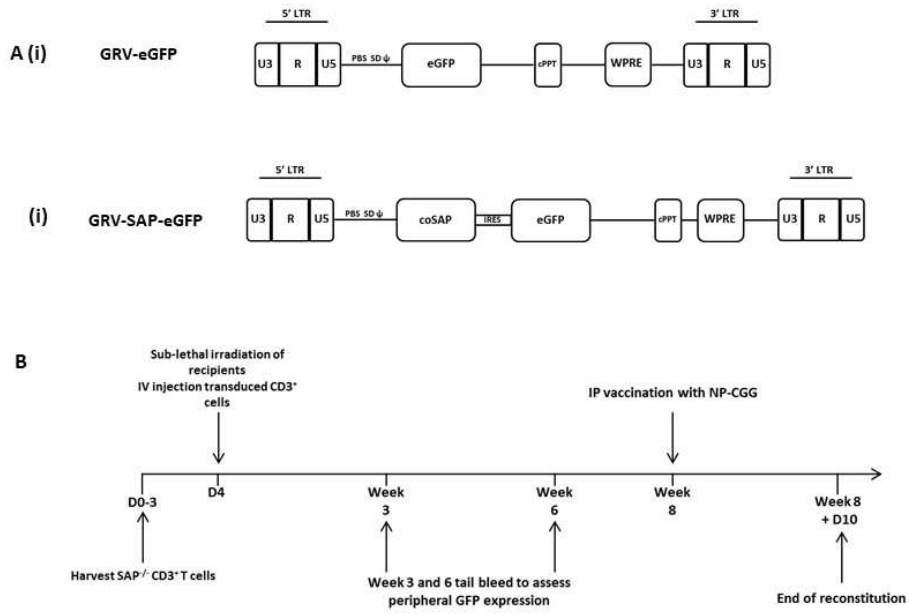 A (i)
GRV-eGFP
5' LTR
3' LTR
U3 R U5 PBS SD ψ eGFP cPPT WPRE U3 R U5
(i)
GRV-SAP-eGFP
5' LTR
3' LTR
U3 R U5 PBS SD ψ coSAP IRES eGFP cPPT WPRE U3 R U5
B
Sub-lethal irradiation of
recipients
IV injection transduced CD3⁺
cells
IP vaccination with NP-CGG
D0-3
D4
Week
3
Week
6
Week
8
Week 8
+ D10
Harvest SAP⁻/⁻ CD3⁺ T cells
Week 3 and 6 tail bleed to assess
peripheral GFP expression
End of reconstitution